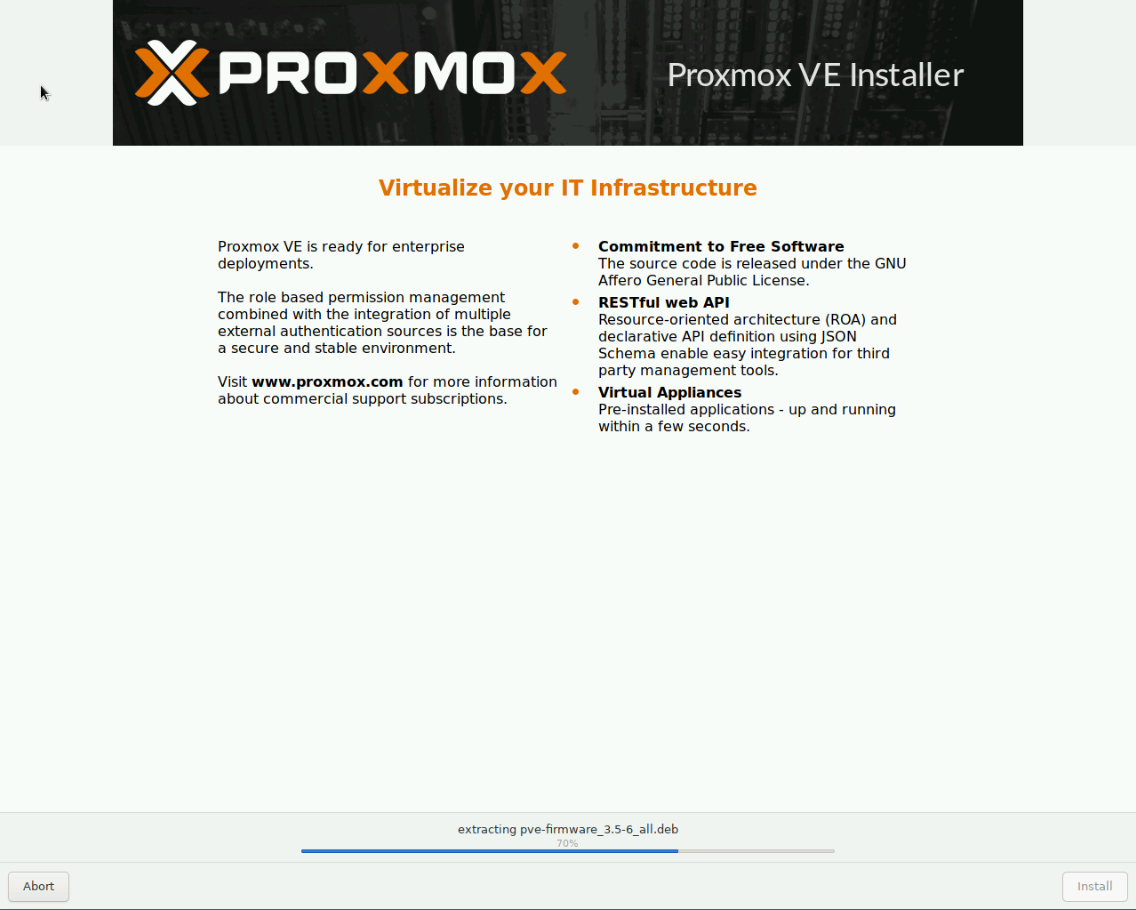 PROXMOX
Proxmox VE Installer
Virtualize your IT Infrastructure
Proxmox VE is ready for enterprise
deployments.
The role based permission management
combined with the integration of multiple
external authentication sources is the base for
a secure and stable environment.
Visit www.proxmox.com for more information
about commercial support subscriptions.
Commitment to Free Software
The source code is released under the GNU
Affero General Public License.
RESTful web API
Resource-oriented architecture (ROA) and
declarative API definition using JSON
Schema enable easy integration for third
party management tools.
Virtual Appliances
Pre-installed applications - up and running
within a few seconds.
extracting pve-firmware_3.5-6_all.deb
70%
Abort
Install